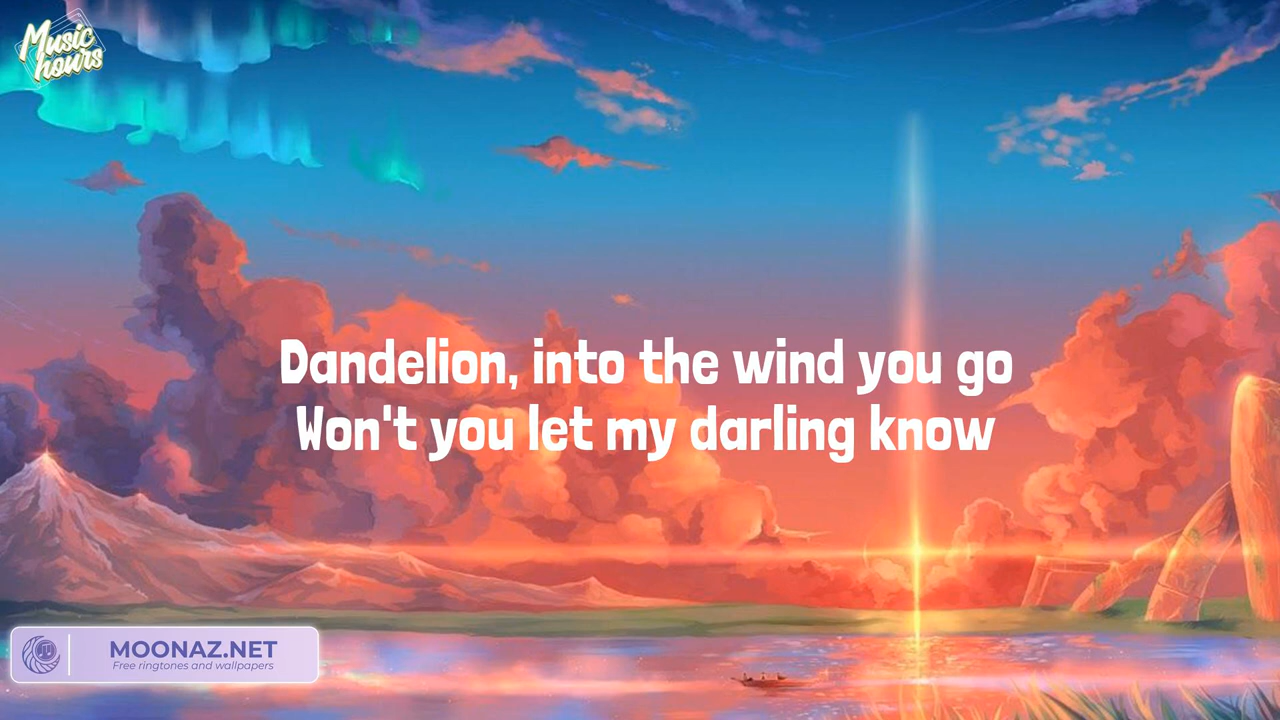 Music
hours
Dandelion, into the wind you go
Won't you let my darling know
MOONAZ.NET
Free ringtones and wallpapers